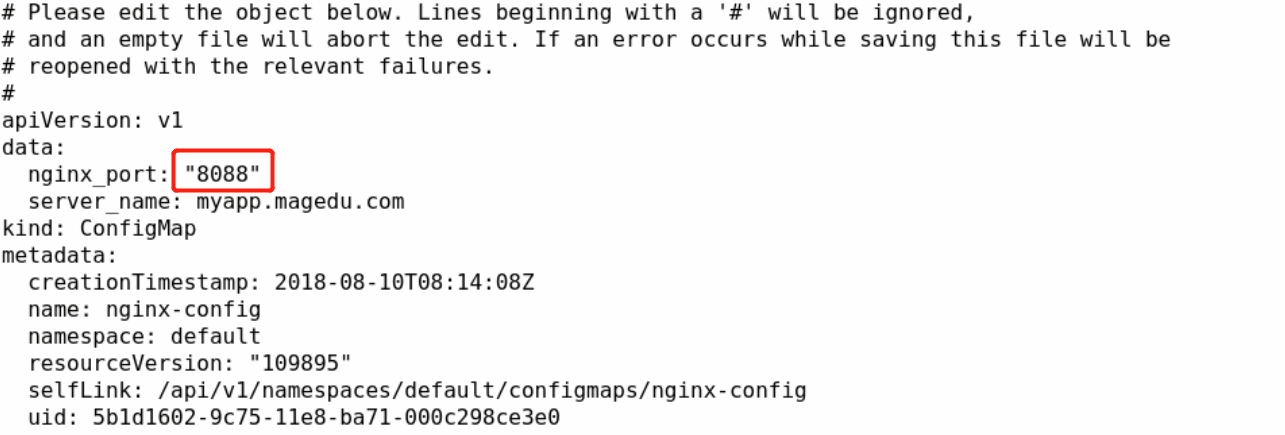 # Please edit the object below. Lines beginning with a '#' will be ignored,
# and an empty file will abort the edit. If an error occurs while saving this file will be
# reopened with the relevant failures.
#
apiVersion: v1
data:
  nginx_port: "8088"
  server_name: myapp.magedu.com
kind: ConfigMap
metadata:
  creationTimestamp: 2018-08-10T08:14:08Z
  name: nginx-config
  namespace: default
  resourceVersion: "109895"
  selfLink: /api/v1/namespaces/default/configmaps/nginx-config
  uid: 5b1d1602-9c75-11e8-ba71-000c298ce3e0